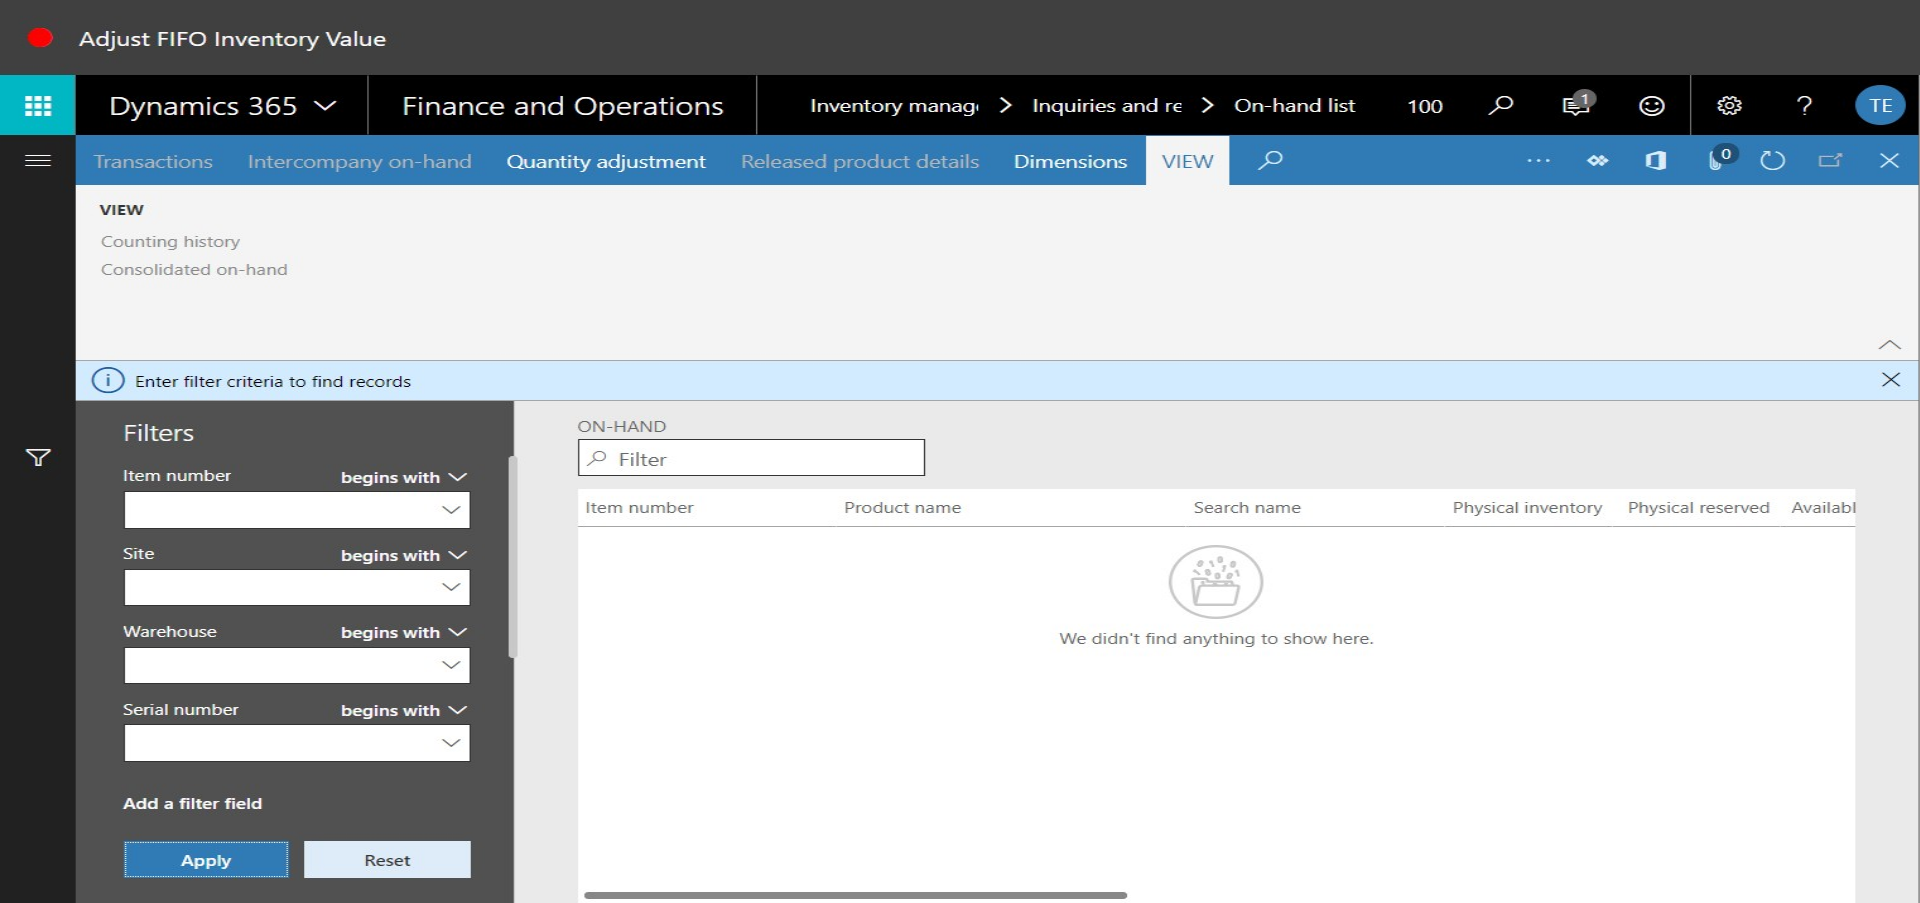 Adjust FIFO Inventory Value
Dynamics 365 Finance and Operations Inventory manag Inquiries and re On-hand list 100 1 ? TE
Transactions Intercompany on-hand Quantity adjustment Released product details Dimensions VIEW ... 0
VIEW
Counting history
Consolidated on-hand
i Enter filter criteria to find records
Filters
Item number begins with
Site begins with
Warehouse begins with
Serial number begins with
Add a filter field
Apply Reset
ON-HAND
Filter
Item number Product name Search name Physical inventory Physical reserved Availabl
We didn't find anything to show here.